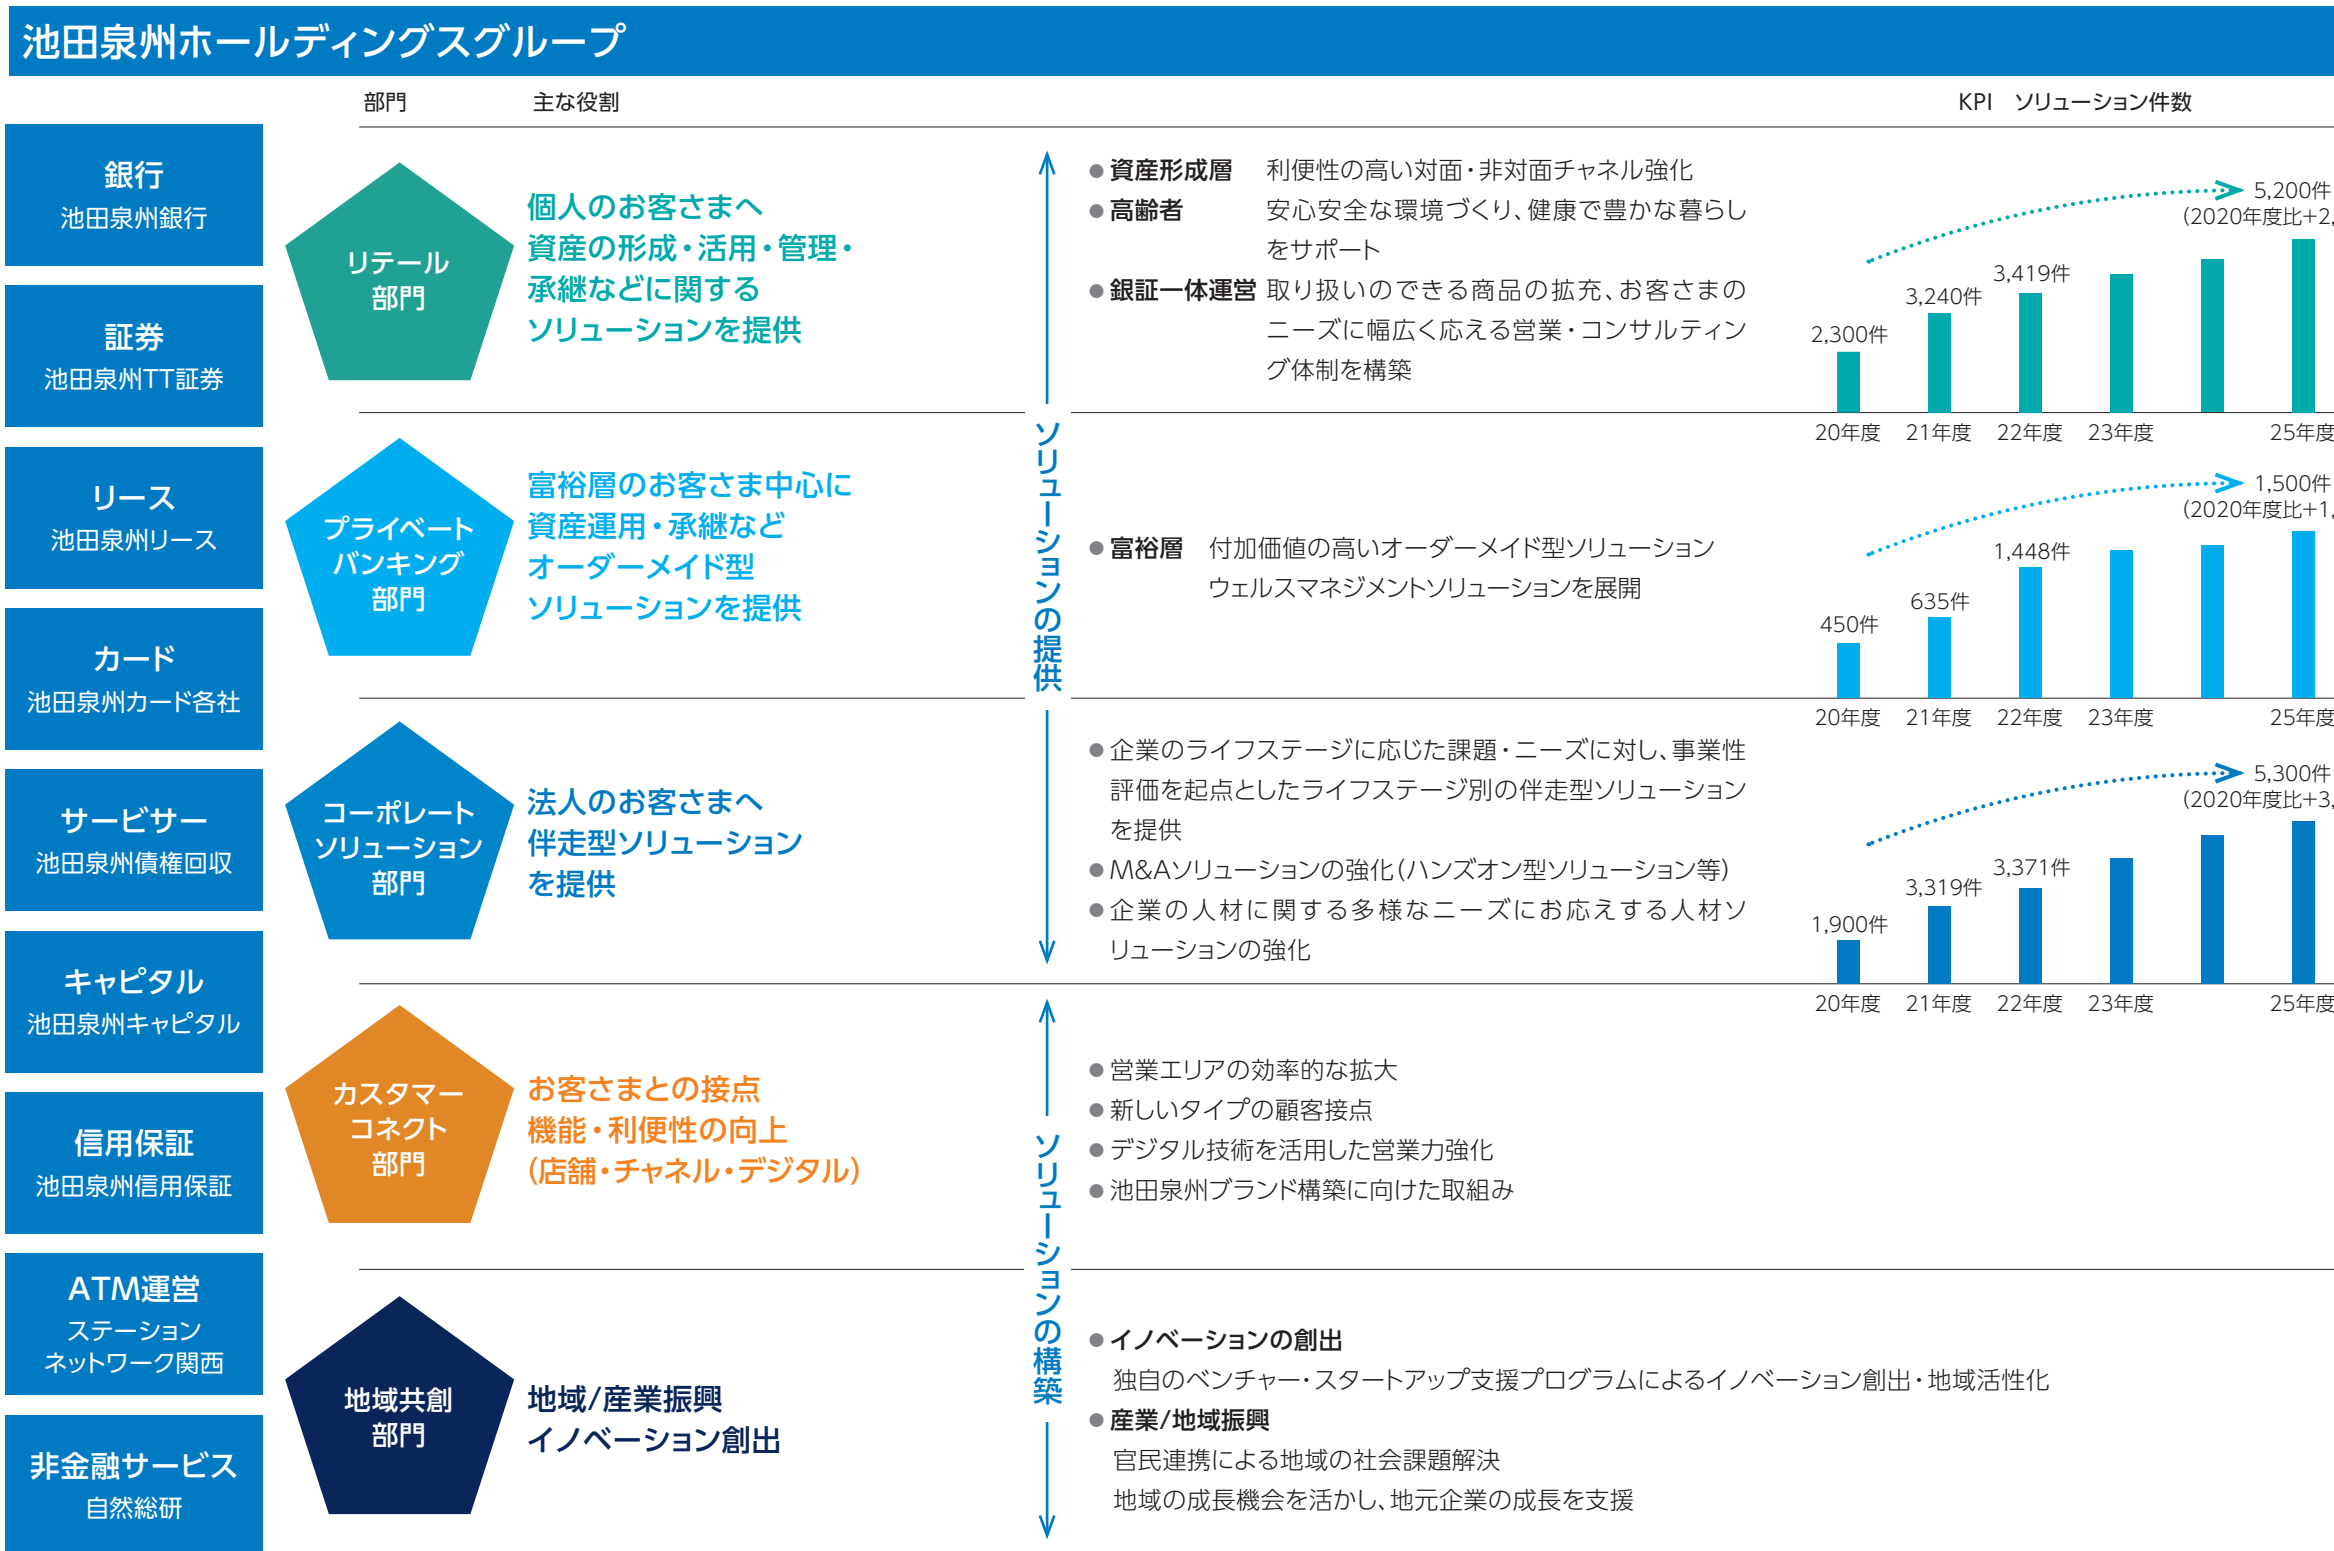 池田泉州ホールディングスグループ
部門
主な役割
KPI ソリューション件数
銀行
池田泉州銀行
証券
池田泉州TT証券
リース
池田泉州リース
カード
池田泉州カード各社
サービサー
池田泉州債権回収
キャピタル
池田泉州キャピタル
信用保証
池田泉州信用保証
ATM運営
ステーション
ネットワーク関西
非金融サービス
自然総研
リテール
部門
個人のお客さまへ
資産の形成・活用・管理・
承継などに関する
ソリューションを提供
ソリューションの提供
●資産形成層 利便性の高い対面・非対面チャネル強化
●高齢者 安心安全な環境づくり、健康で豊かな暮らし
をサポート
●銀証一体運営 取り扱いのできる商品の拡充、お客さまの
ニーズに幅広く応える営業・コンサルティン
グ体制を構築
2,300件
3,240件
3,419件
5,200件
(2020年度比+2,
20年度 21年度 22年度 23年度 25年度
プライベート
バンキング
部門
富裕層のお客さま中心に
資産運用・承継など
オーダーメイド型
ソリューションを提供
●富裕層 付加価値の高いオーダーメイド型ソリューション
ウェルスマネジメントソリューションを展開
450件
635件
1,448件
1,500件
(2020年度比+1,
20年度 21年度 22年度 23年度 25年度
コーポレート
ソリューション
部門
法人のお客さまへ
伴走型ソリューション
を提供
●企業のライフステージに応じた課題・ニーズに対し、事業性
評価を起点としたライフステージ別の伴走型ソリューション
を提供
●M&Aソリューションの強化(ハンズオン型ソリューション等)
●企業の人材に関する多様なニーズにお応えする人材ソ
リューションの強化
1,900件
3,319件
3,371件
5,300件
(2020年度比+3,
20年度 21年度 22年度 23年度 25年度
カスタマー
コネクト
部門
お客さまとの接点
機能・利便性の向上
(店舗・チャネル・デジタル)
ソリューションの構築
●営業エリアの効率的な拡大
●新しいタイプの顧客接点
●デジタル技術を活用した営業力強化
●池田泉州ブランド構築に向けた取組み
地域共創
部門
地域/産業振興
イノベーション創出
●イノベーションの創出
独自のベンチャー・スタートアップ支援プログラムによるイノベーション創出・地域活性化
●産業/地域振興
官民連携による地域の社会課題解決
地域の成長機会を活かし、地元企業の成長を支援